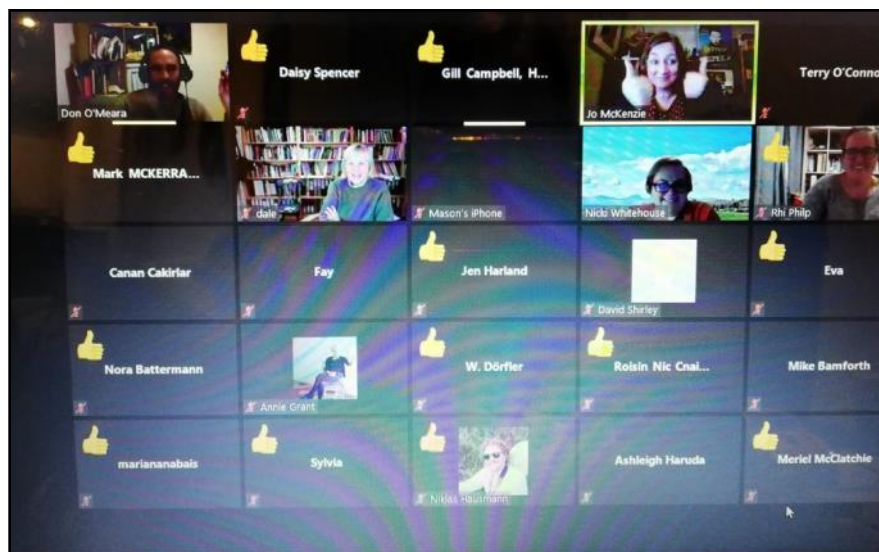 Don O'Meara
Daisy Spencer
Gill Campbell, H...
Jo McKenzie
Terry O'Conno
Mark MCKERRA...
dale
Mason's iPhone
Nicki Whitehouse
Rhi Philp
Canan Cakirlar
Fay
Jen Harland
David Shirley
Eva
Nora Battermann
Annie Grant
W. Dörfler
Roisin Nic Cnai...
Mike Bamforth
mariananabais
Sylvia
Niklas Hausmann
Ashleigh Haruda
Meriel McClatchie